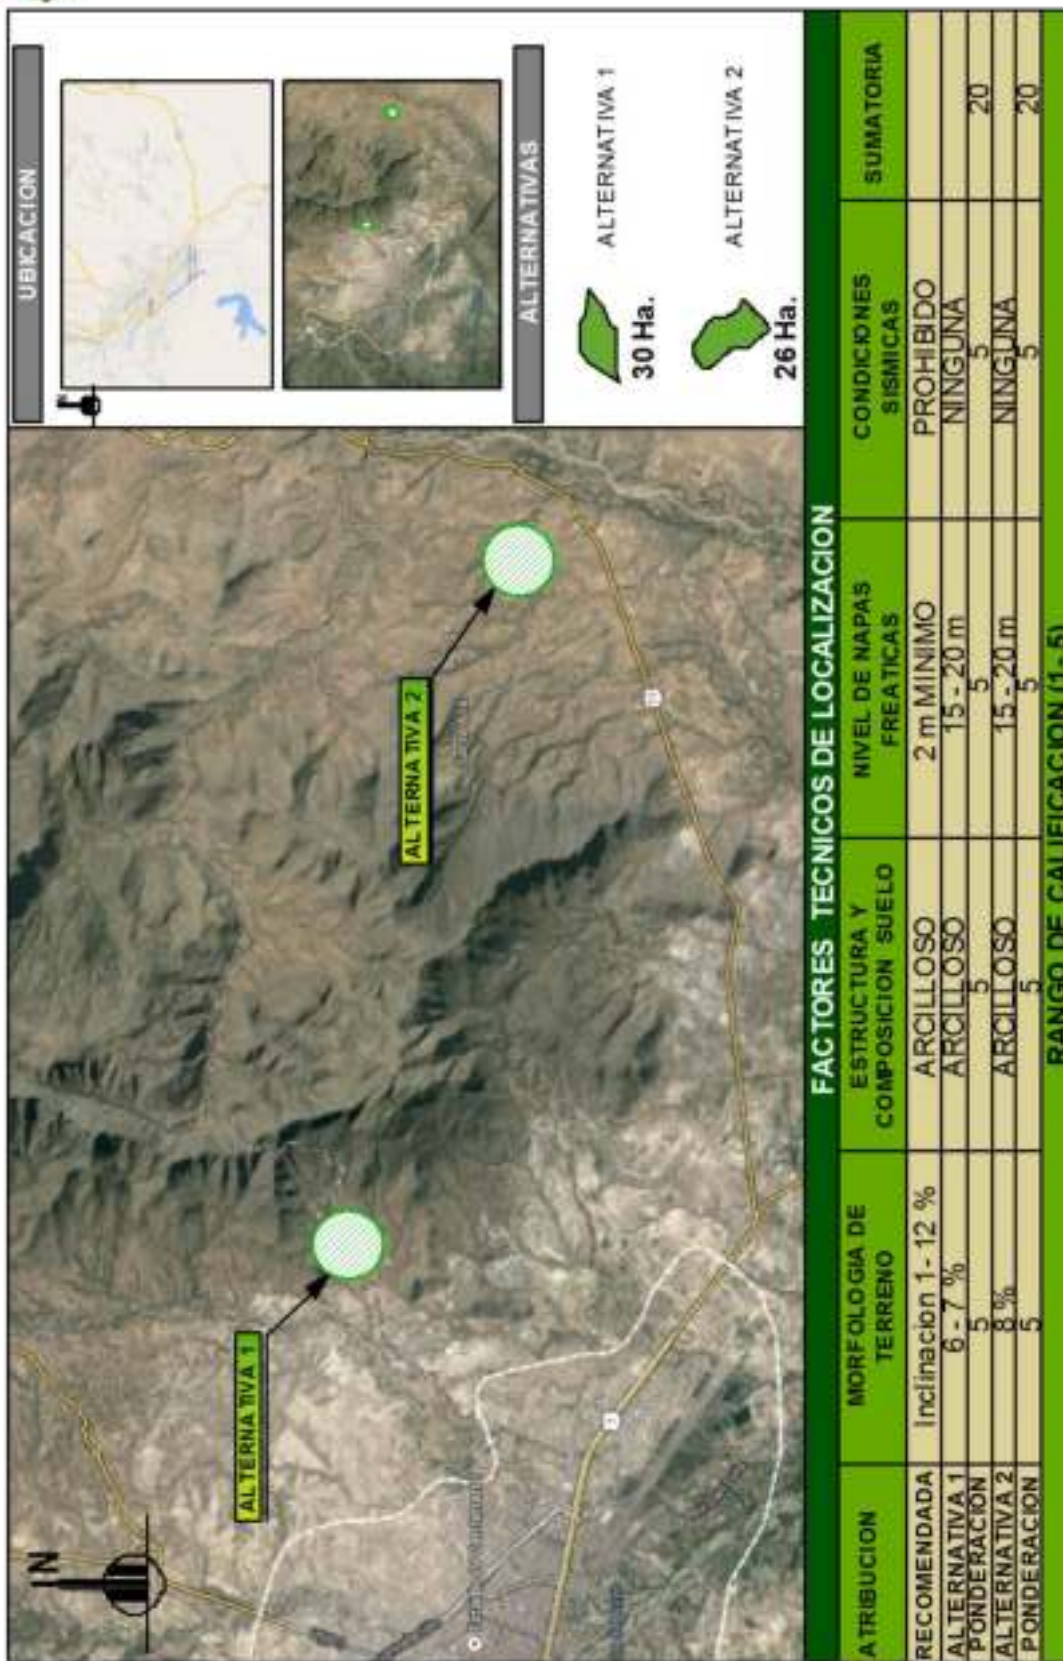 UBICACION
N
N
ALTERNATIVA 1
ALTERNATIVA 2
ALTERNATIVAS
ALTERNATIVA 1
30 Ha.
ALTERNATIVA 2
26 Ha.
FACTORES TECNICOS DE LOCALIZACION
ATRIBUCION MORFOLOGIA DE TERRENO ESTRUCTURA Y COMPOSICION SUELO NIVEL DE NAPAS FREATICAS CONDICIONES SISMICAS SUMATORIA
RECOMENDADA Inclinacion 1 - 12 % ARCILLOSO 2 m MINIMO PROHIBIDO
ALTERNATIVA 1 6 - 7 % ARCILLOSO 15 - 20 m NINGUNA
PONDERACION 5 5 5 5 20
ALTERNATIVA 2 8 % ARCILLOSO 15 - 20 m NINGUNA
PONDERACION 5 5 5 5 20
RANGO DE CALIFICACION (1 - 5)